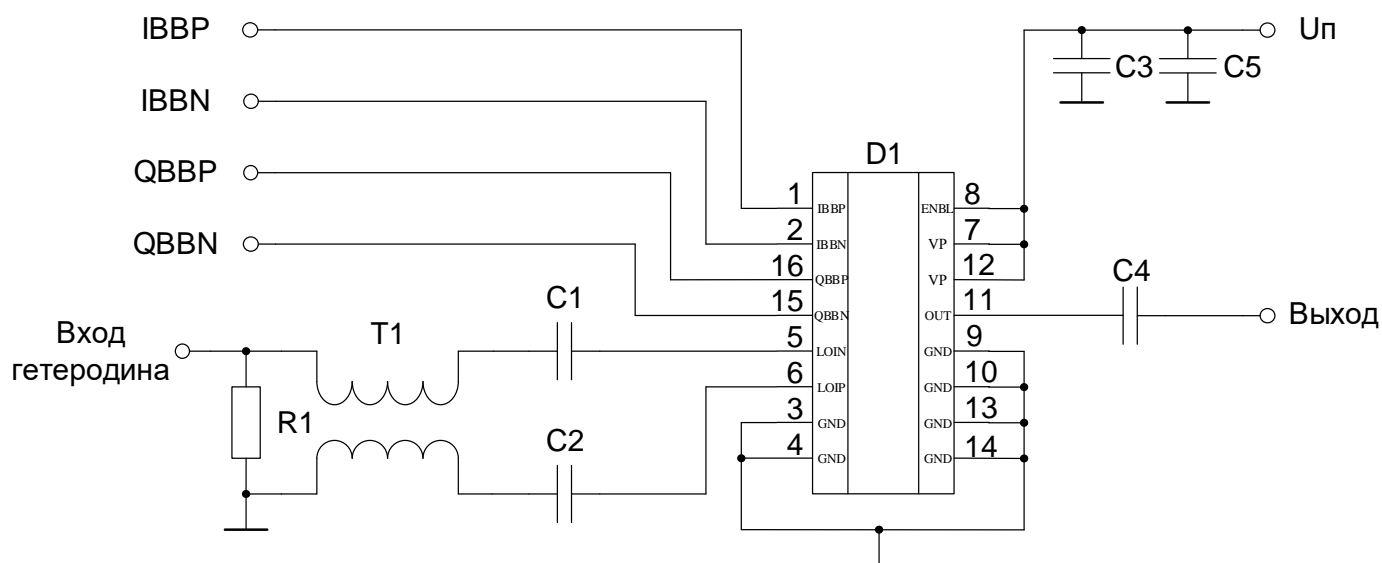 IBBP
Uп
C3
C5
IBBN
D1
QBBP
1
IBBP
ENBL
8
QBBN
2
IBBN
VP
7
16
QBBP
VP
12
C4
C1
15
QBBN
OUT
11
Выход
Вход
гетеродина
T1
5
LOIN
GND
9
6
LOIP
GND
10
R1
3
GND
GND
13
C2
4
GND
GND
14